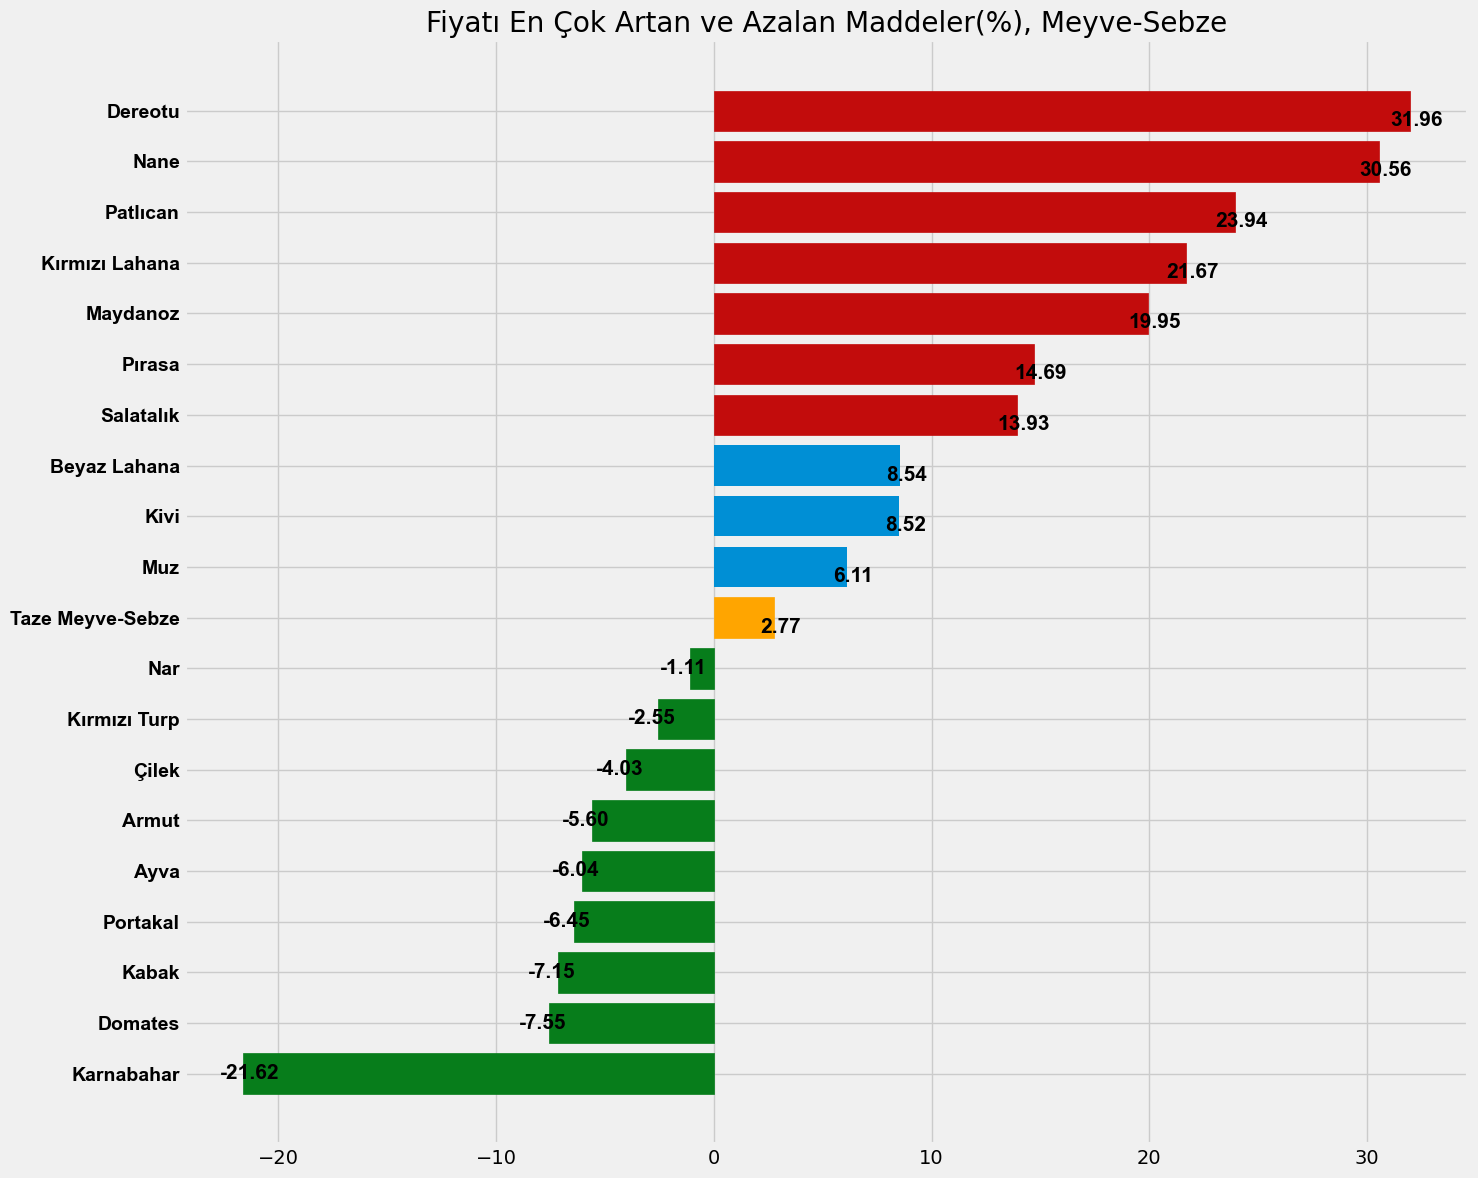 Fiyatı En Çok Artan ve Azalan Maddeler(%), Meyve-Sebze
Dereotu 31.96
Nane 30.56
Patlıcan 23.94
Kırmızı Lahana 21.67
Maydanoz 19.95
Pırasa 14.69
Salatalık 13.93
Beyaz Lahana 8.54
Kivi 8.52
Muz 6.11
Taze Meyve-Sebze 2.77
Nar -1.11
Kırmızı Turp -2.55
Çilek -4.03
Armut -5.60
Ayva -6.04
Portakal -6.45
Kabak -7.15
Domates -7.55
Karnabahar -21.62
−20 −10 0 10 20 30